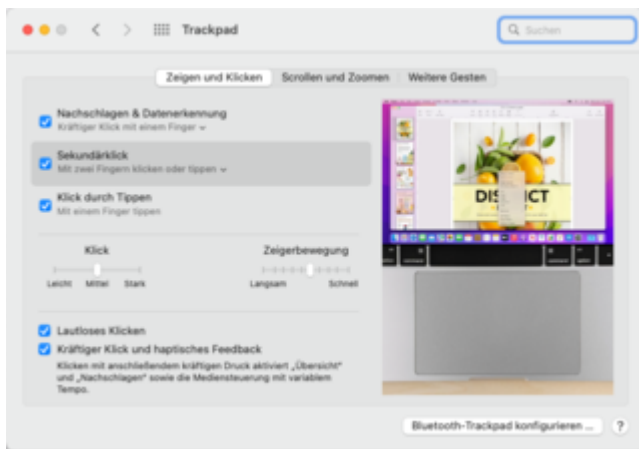 Trackpad
Suchen
Zeigen und Klicken
Scrollen und Zoomen
Weitere Gesten
Nachschlagen & Datenerkennung
Kräftiger Klick mit einem Finger
Sekundärklick
Mit zwei Fingern klicken oder tippen
Klick durch Tippen
Mit einem Finger tippen
Klick
Zeigerbewegung
Leicht Mittel Stark
Langsam Schnell
Lautloses Klicken
Kräftiger Klick und haptisches Feedback
Klicken mit anschließendem kräftigen Druck aktiviert „Übersicht"
und „Nachschlagen" sowie die Mediensteuerung mit variablem
Tempo.
Bluetooth-Trackpad konfigurieren ...
?